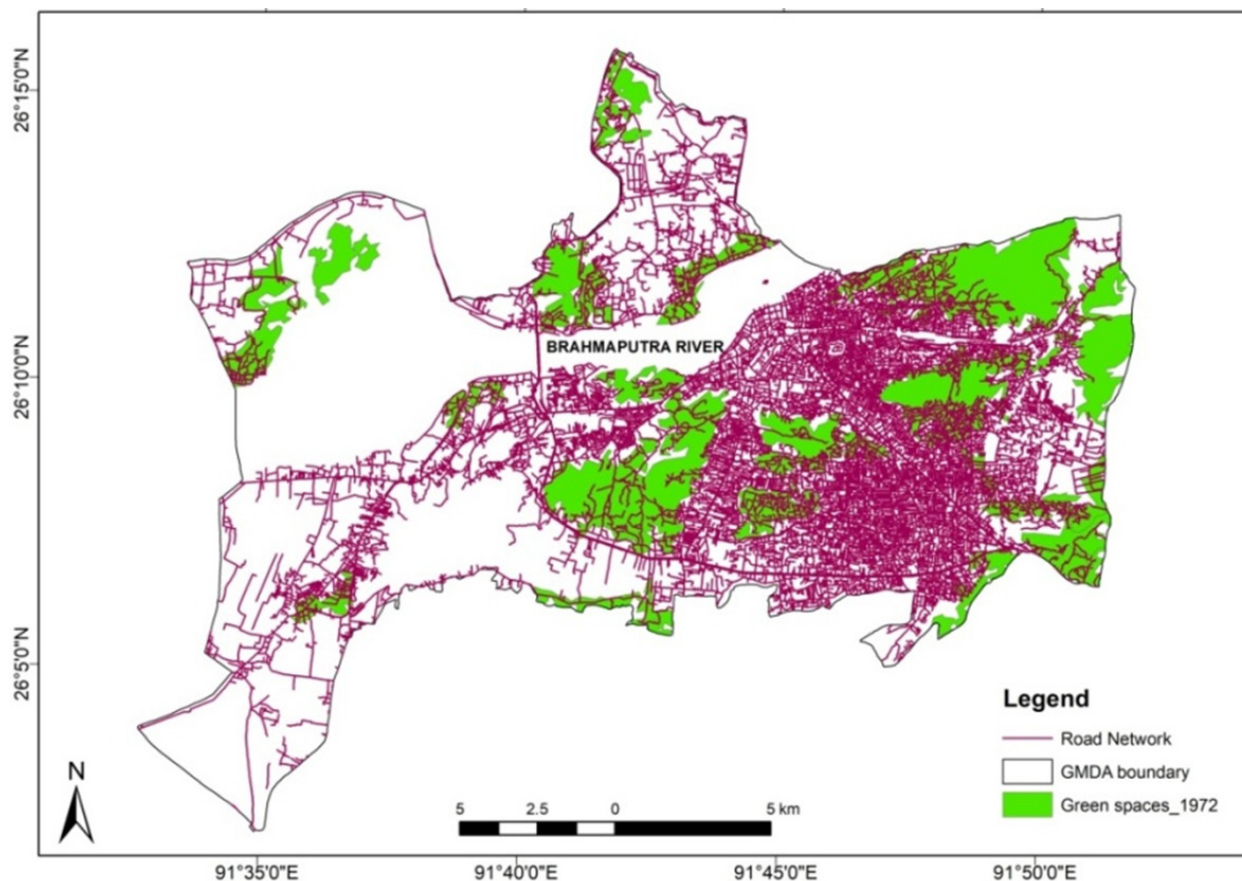 26°15'0"N
26°10'0"N
26°5'0"N
BRAHMAPUTRA RIVER
Legend
Road Network
GMDA boundary
Green spaces_1972
N
5 2.5 0 5 km
91°35'0"E 91°40'0"E 91°45'0"E 91°50'0"E